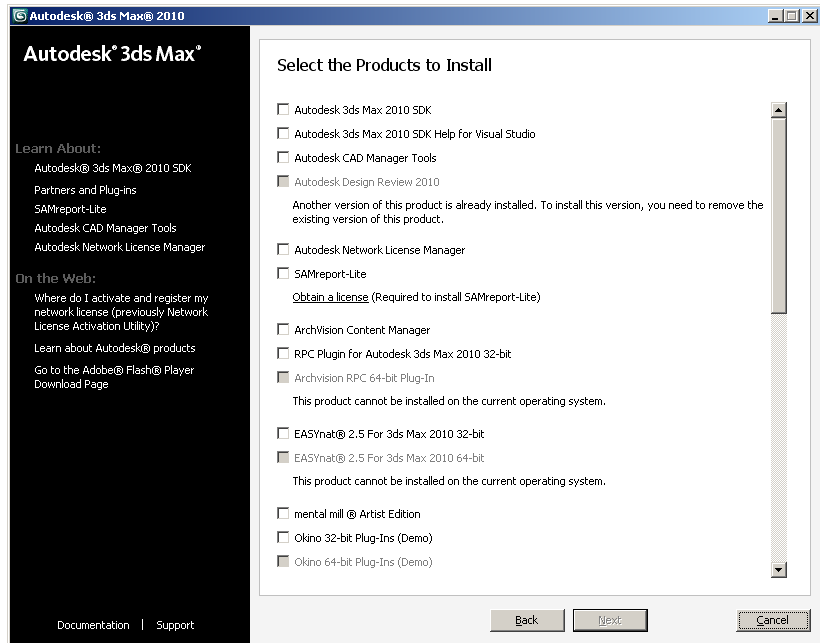 Autodesk® 3ds Max® 2010
Autodesk® 3ds Max®
Learn About:
Autodesk® 3ds Max® 2010 SDK
Partners and Plug-ins
SAMreport-Lite
Autodesk CAD Manager Tools
Autodesk Network License Manager
On the Web:
Where do I activate and register my
network license (previously Network
License Activation Utility)?
Learn about Autodesk® products
Go to the Adobe® Flash® Player
Download Page
Documentation | Support
Select the Products to Install
Autodesk 3ds Max 2010 SDK
Autodesk 3ds Max 2010 SDK Help for Visual Studio
Autodesk CAD Manager Tools
Autodesk Design Review 2010
Another version of this product is already installed. To install this version, you need to remove the
existing version of this product.
Autodesk Network License Manager
SAMreport-Lite
Obtain a license (Required to install SAMreport-Lite)
ArchVision Content Manager
RPC Plugin for Autodesk 3ds Max 2010 32-bit
Archvision RPC 64-bit Plug-In
This product cannot be installed on the current operating system.
EASYnat® 2.5 For 3ds Max 2010 32-bit
EASYnat® 2.5 For 3ds Max 2010 64-bit
This product cannot be installed on the current operating system.
mental mill ® Artist Edition
Okino 32-bit Plug-Ins (Demo)
Okino 64-bit Plug-Ins (Demo)
Back
Next
Cancel